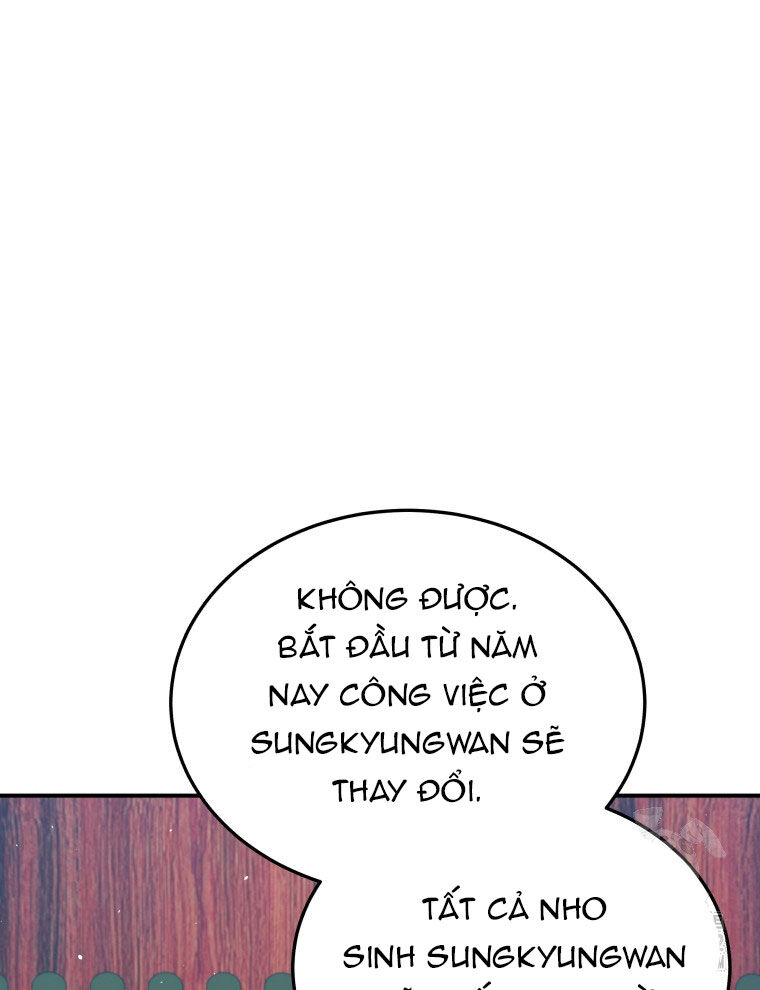 KHÔNG ĐƯỢC.
BẮT ĐẦU TỪ NĂM
NAY CÔNG VIỆC Ở
SUNGKYUNGWAN SẼ
THAY ĐỔI.
TẤT CẢ NHO
SINH SUNGKYUNGWAN